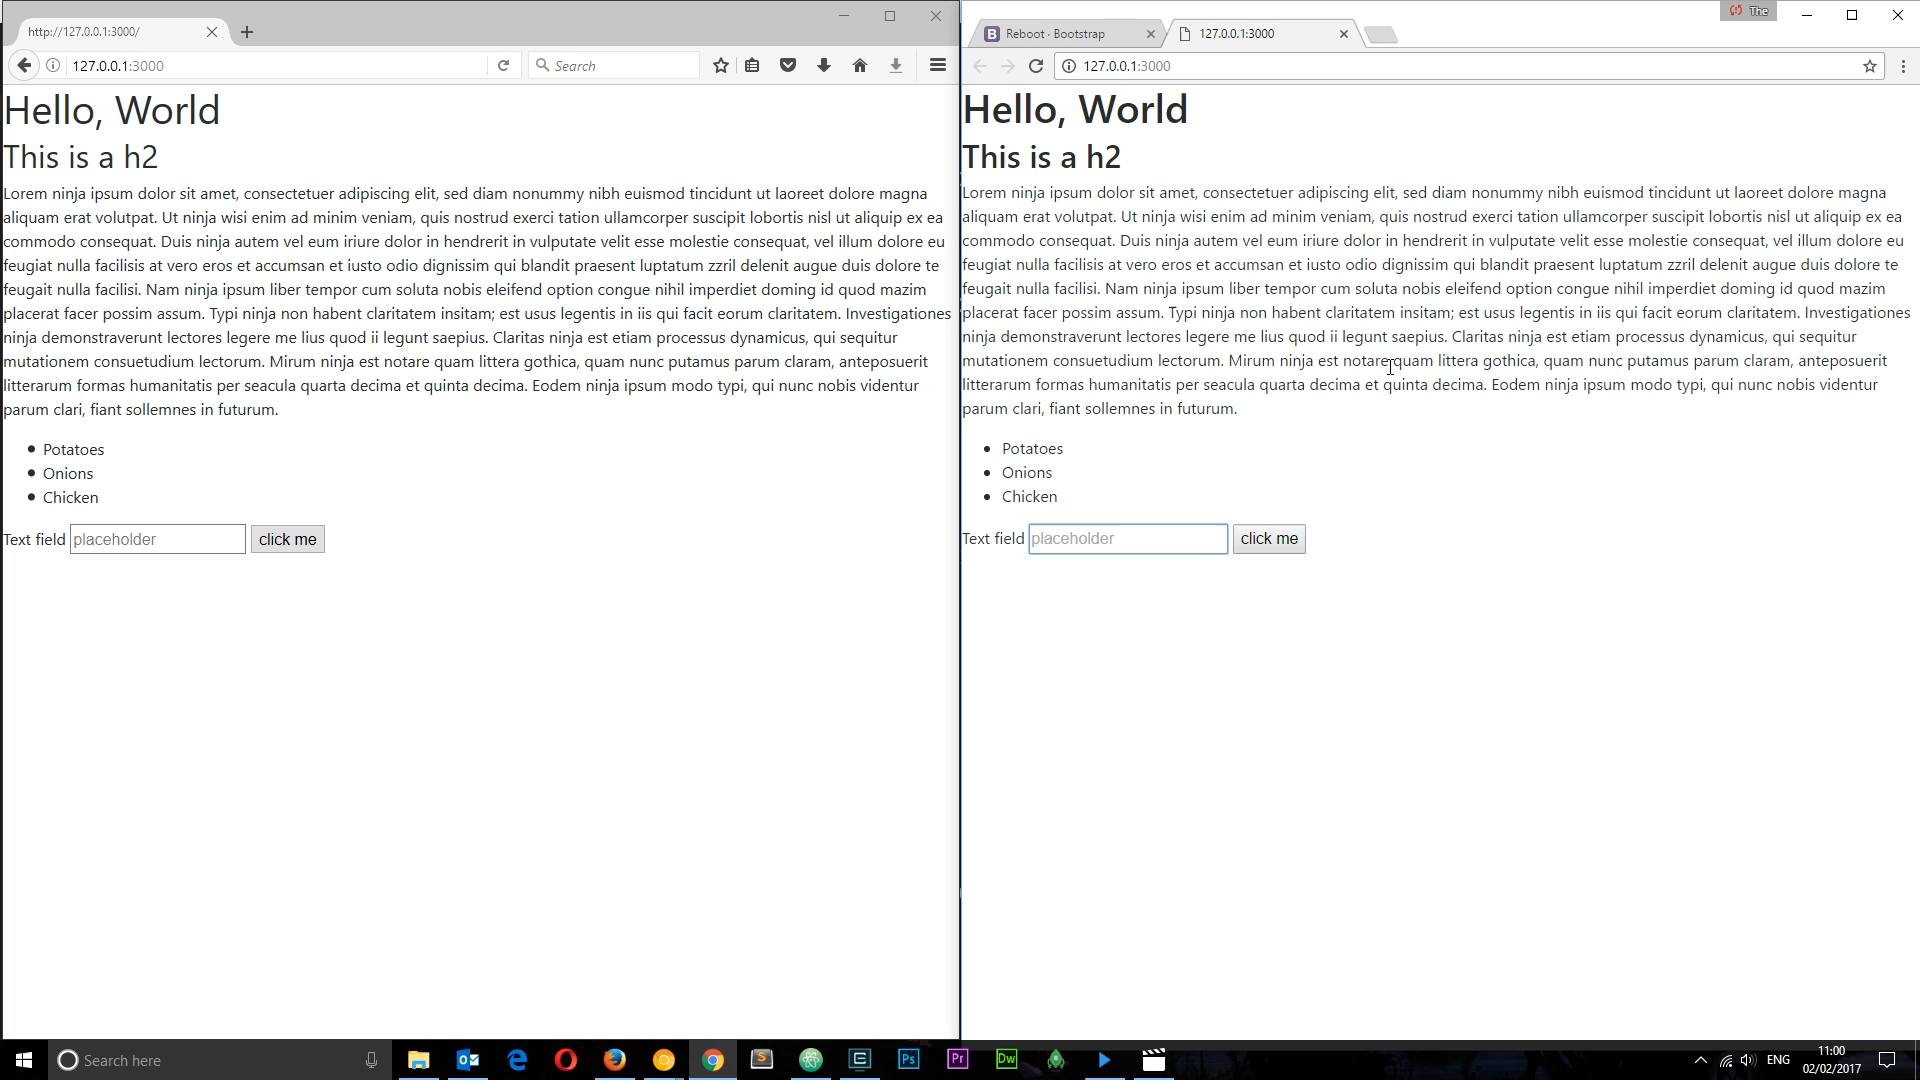 http://127.0.0.1:3000/
127.0.0.1:3000
Search
Hello, World
This is a h2
Lorem ninja ipsum dolor sit amet, consectetuer adipiscing elit, sed diam nonummy nibh euismod tincidunt ut laoreet dolore magna
aliquam erat volutpat. Ut ninja wisi enim ad minim veniam, quis nostrud exerci tation ullamcorper suscipit lobortis nisl ut aliquip ex ea
commodo consequat. Duis ninja autem vel eum iriure dolor in hendrerit in vulputate velit esse molestie consequat, vel illum dolore eu
feugiat nulla facilisis at vero eros et accumsan et iusto odio dignissim qui blandit praesent luptatum zzril delenit augue duis dolore te
feugait nulla facilisi. Nam ninja ipsum liber tempor cum soluta nobis eleifend option congue nihil imperdiet doming id quod mazim
placerat facer possim assum. Typi ninja non habent claritatem insitam; est usus legentis in iis qui facit eorum claritatem. Investigationes
ninja demonstraverunt lectores legere me lius quod ii legunt saepius. Claritas ninja est etiam processus dynamicus, qui sequitur
mutationem consuetudium lectorum. Mirum ninja est notare quam littera gothica, quam nunc putamus parum claram, anteposuerit
litterarum formas humanitatis per seacula quarta decima et quinta decima. Eodem ninja ipsum modo typi, qui nunc nobis videntur
parum clari, fiant sollemnes in futurum.
Potatoes
Onions
Chicken
Text field placeholder click me
The
Reboot · Bootstrap
127.0.0.1:3000
127.0.0.1:3000
Hello, World
This is a h2
Lorem ninja ipsum dolor sit amet, consectetuer adipiscing elit, sed diam nonummy nibh euismod tincidunt ut laoreet dolore magna
aliquam erat volutpat. Ut ninja wisi enim ad minim veniam, quis nostrud exerci tation ullamcorper suscipit lobortis nisl ut aliquip ex ea
commodo consequat. Duis ninja autem vel eum iriure dolor in hendrerit in vulputate velit esse molestie consequat, vel illum dolore eu
feugiat nulla facilisis at vero eros et accumsan et iusto odio dignissim qui blandit praesent luptatum zzril delenit augue duis dolore te
feugait nulla facilisi. Nam ninja ipsum liber tempor cum soluta nobis eleifend option congue nihil imperdiet doming id quod mazim
placerat facer possim assum. Typi ninja non habent claritatem insitam; est usus legentis in iis qui facit eorum claritatem. Investigationes
ninja demonstraverunt lectores legere me lius quod ii legunt saepius. Claritas ninja est etiam processus dynamicus, qui sequitur
mutationem consuetudium lectorum. Mirum ninja est notare quam littera gothica, quam nunc putamus parum claram, anteposuerit
litterarum formas humanitatis per seacula quarta decima et quinta decima. Eodem ninja ipsum modo typi, qui nunc nobis videntur
parum clari, fiant sollemnes in futurum.
Potatoes
Onions
Chicken
Text field placeholder click me
Search here
Ps
Pr
Dw
ENG
11:00
02/02/2017